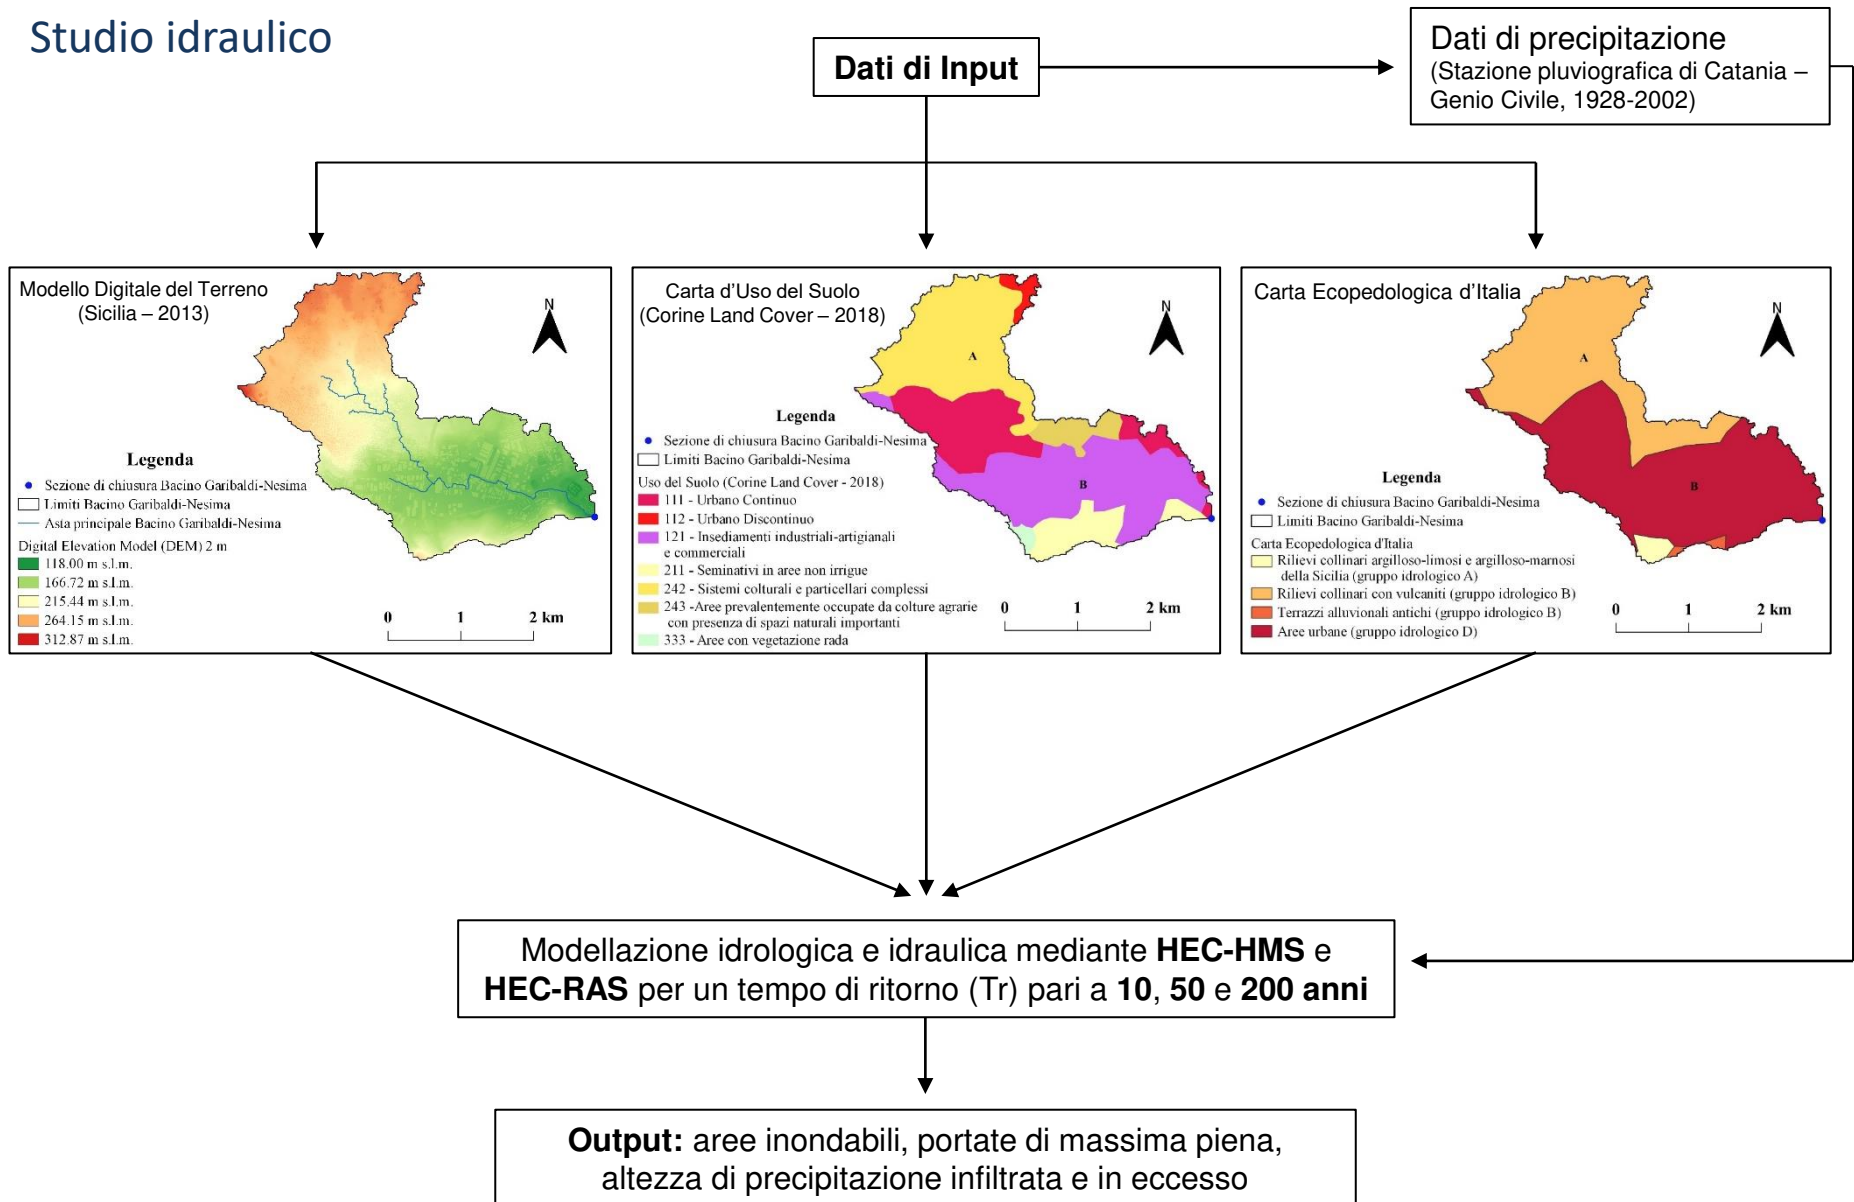 Studio idraulico
Dati di Input
Dati di precipitazione
(Stazione pluviografica di Catania –
Genio Civile, 1928-2002)
Modello Digitale del Terreno
(Sicilia – 2013)
N
Legenda
Sezione di chiusura Bacino Garibaldi-Nesima
Limiti Bacino Garibaldi-Nesima
Asta principale Bacino Garibaldi-Nesima
Digital Elevation Model (DEM) 2 m
118.00 m s.l.m.
166.72 m s.l.m.
215.44 m s.l.m.
264.15 m s.l.m.
312.87 m s.l.m.
0 1 2 km
Carta d'Uso del Suolo
(Corine Land Cover – 2018)
N
A
B
Legenda
Sezione di chiusura Bacino Garibaldi-Nesima
Limiti Bacino Garibaldi-Nesima
Uso del Suolo (Corine Land Cover - 2018)
111 - Urbano Continuo
112 - Urbano Discontinuo
121 - Insediamenti industriali-artigianali
e commerciali
211 - Seminativi in aree non irrigue
242 - Sistemi colturali e particellari complessi
243 -Aree prevalentemente occupate da colture agrarie
con presenza di spazi naturali importanti
333 - Aree con vegetazione rada
0 1 2 km
Carta Ecopedologica d'Italia
N
A
B
Legenda
Sezione di chiusura Bacino Garibaldi-Nesima
Limiti Bacino Garibaldi-Nesima
Carta Ecopedologica d'Italia
Rilievi collinari argilloso-limosi e argilloso-marnosi
della Sicilia (gruppo idrologico A)
Rilievi collinari con vulcaniti (gruppo idrologico B)
Terrazzi alluvionali antichi (gruppo idrologico B)
Aree urbane (gruppo idrologico D)
0 1 2 km
Modellazione idrologica e idraulica mediante HEC-HMS e
HEC-RAS per un tempo di ritorno (Tr) pari a 10, 50 e 200 anni
Output: aree inondabili, portate di massima piena,
altezza di precipitazione infiltrata e in eccesso